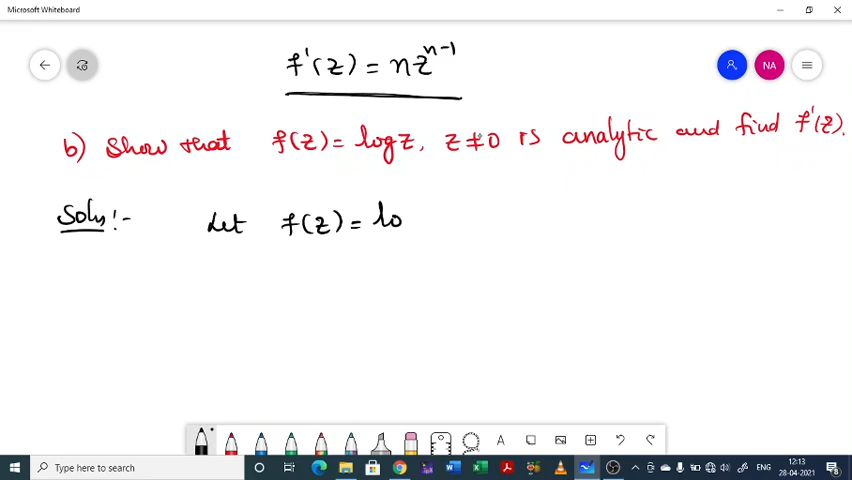 Microsoft Whiteboard
NA
f'(z) = nz^{n-1}
b) Show that f(z) = log z, z ≠ 0 is analytic and find f'(z).
Soln :- Let f(z) = lo
A
Type here to search
ENG
12:13
28-04-2021
8